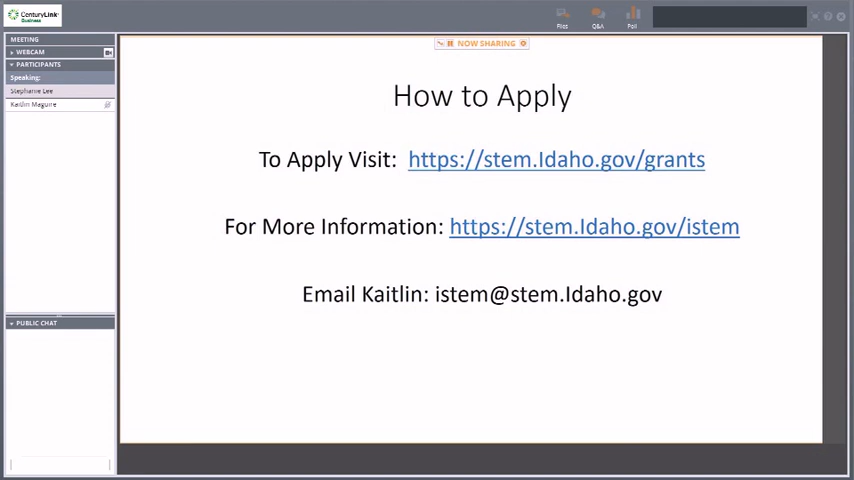 CenturyLink
Business
Files
Q&A
Poll
MEETING
WEBCAM
PARTICIPANTS
Speaking:
Stephanie Lee
Kaitlin Maguire
PUBLIC CHAT
NOW SHARING
How to Apply
To Apply Visit: https://stem.Idaho.gov/grants
For More Information: https://stem.Idaho.gov/istem
Email Kaitlin: istem@stem.Idaho.gov